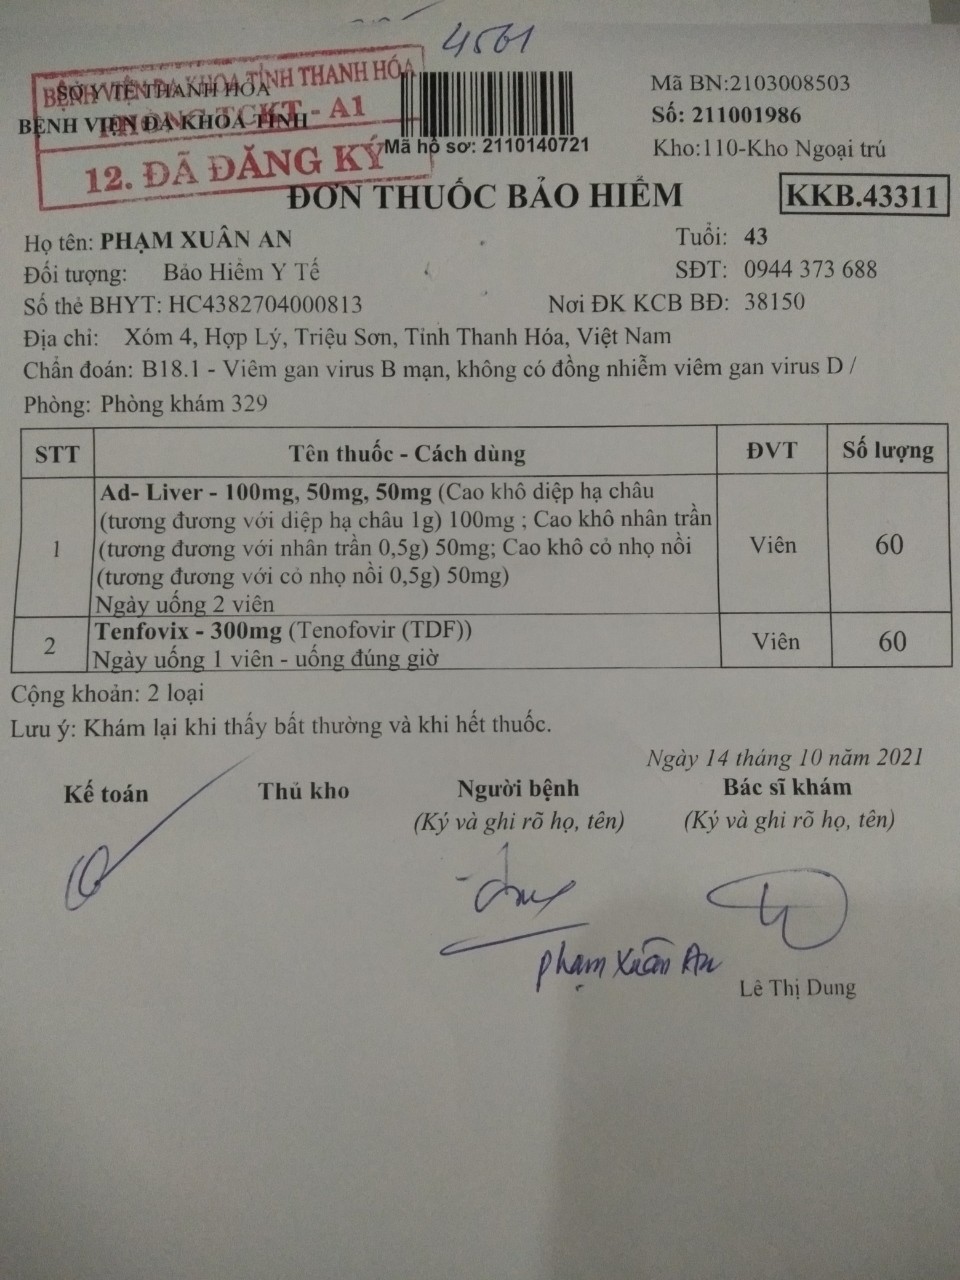 4561
BỆNH VIỆN ĐA KHOA TỈNH THANH HÓA
PHÒNG TCKT - A1
12. ĐÃ ĐĂNG KÝ
SỞ Y TẾ THANH HÓA
BỆNH VIỆN ĐA KHOA TỈNH
Mã hồ sơ: 2110140721
Mã BN:2103008503
Số: 211001986
Kho:110-Kho Ngoại trú
ĐƠN THUỐC BẢO HIỂM
KKB.43311
Họ tên: PHẠM XUÂN AN Tuổi: 43
Đối tượng: Bảo Hiểm Y Tế SĐT: 0944 373 688
Số thẻ BHYT: HC4382704000813 Nơi ĐK KCB BĐ: 38150
Địa chỉ: Xóm 4, Hợp Lý, Triệu Sơn, Tỉnh Thanh Hóa, Việt Nam
Chẩn đoán: B18.1 - Viêm gan virus B mạn, không có đồng nhiễm viêm gan virus D /
Phòng: Phòng khám 329
STT Tên thuốc - Cách dùng ĐVT Số lượng
1 Ad- Liver - 100mg, 50mg, 50mg (Cao khô diệp hạ châu
(tương đương với diệp hạ châu 1g) 100mg ; Cao khô nhân trần
(tương đương với nhân trần 0,5g) 50mg; Cao khô cỏ nhọ nồi
(tương đương với cỏ nhọ nồi 0,5g) 50mg)
Ngày uống 2 viên
Viên 60
2 Tenfovix - 300mg (Tenofovir (TDF))
Ngày uống 1 viên - uống đúng giờ
Viên 60
Cộng khoản: 2 loại
Lưu ý: Khám lại khi thấy bất thường và khi hết thuốc.
Ngày 14 tháng 10 năm 2021
Kế toán Thủ kho Người bệnh Bác sĩ khám
(Ký và ghi rõ họ, tên) (Ký và ghi rõ họ, tên)
Phạm Xuân An
Lê Thị Dung